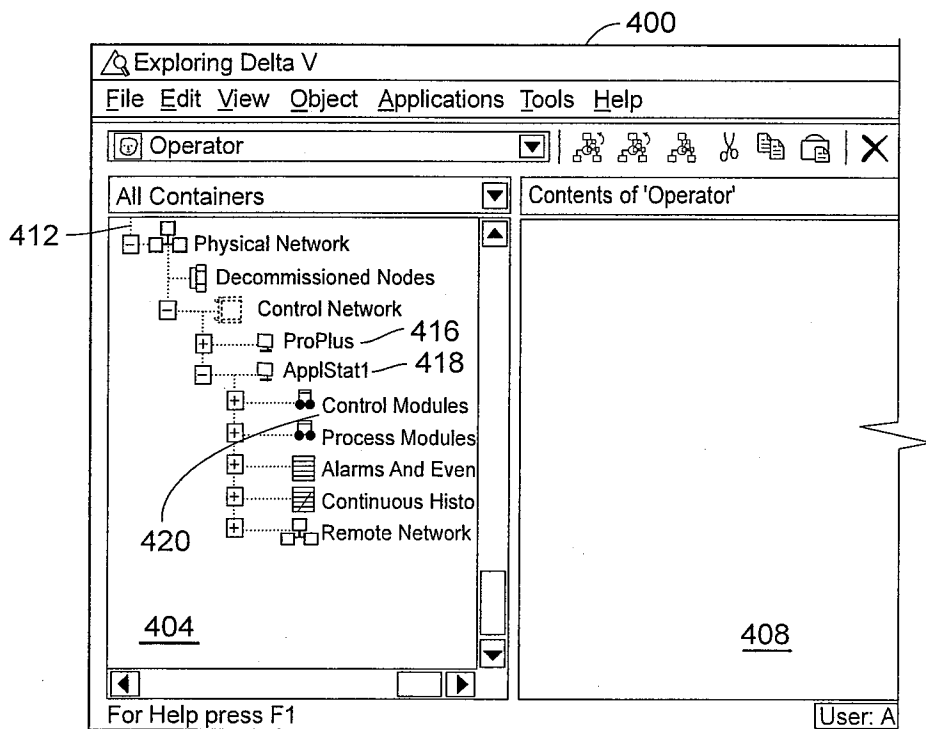 400
Exploring Delta V
File Edit View Object Applications Tools Help
Operator
All Containers
Contents of 'Operator'
412
Physical Network
Decommissioned Nodes
Control Network
ProPlus 416
ApplStat1 418
Control Modules
Process Modules
Alarms And Even
Continuous Histo
420
Remote Network
404
408
For Help press F1
User: A